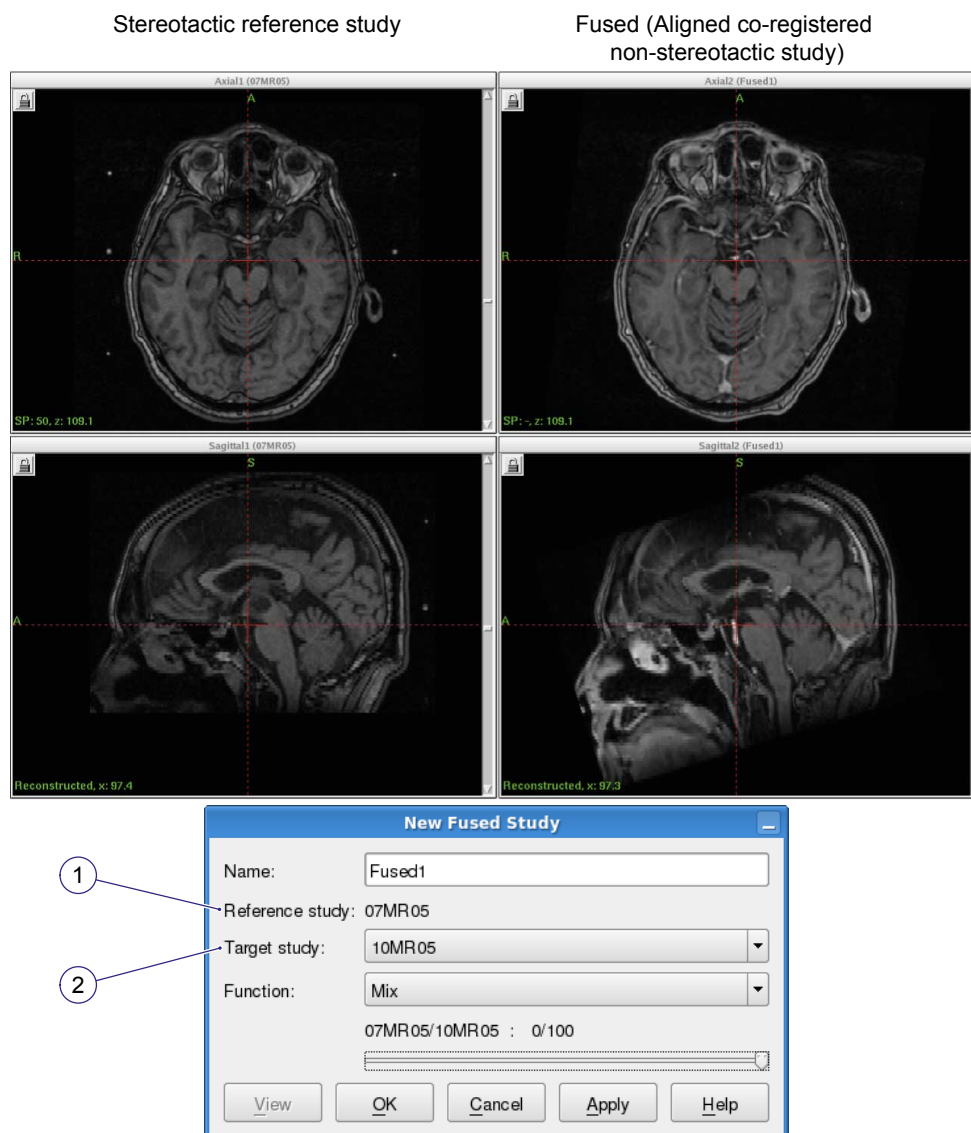 Stereotactic reference study
Fused (Aligned co-registered
non-stereotactic study)
Axial1 (07MR05)
A
R
SP: 50, z: 109.1
Axial2 (Fused1)
A
R
SP: -, z: 109.1
Sagittal1 (07MR05)
S
A
Reconstructed, x: 97.4
Sagittal2 (Fused1)
S
A
Reconstructed, x: 97.3
New Fused Study
Name: Fused1
1
Reference study: 07MR05
Target study: 10MR05
2
Function: Mix
07MR05/10MR05 : 0/100
View OK Cancel Apply Help